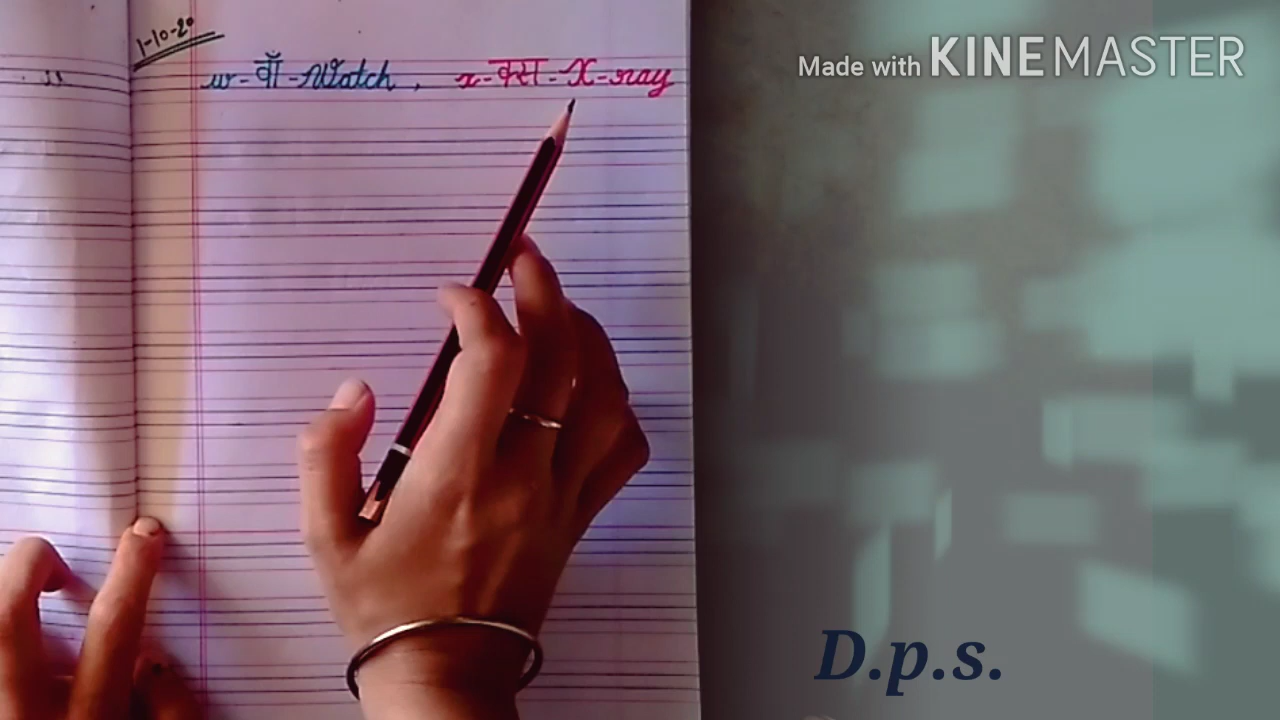 1-10-20
Made with KINEMASTER
w - वॉ - Watch , x - क्स - X-ray
D.p.s.